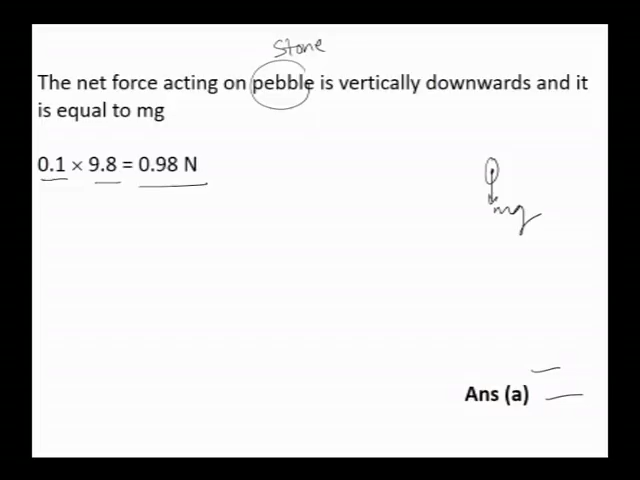 Stone
The net force acting on pebble is vertically downwards and it
is equal to mg
0.1 × 9.8 = 0.98 N
mg
Ans (a)